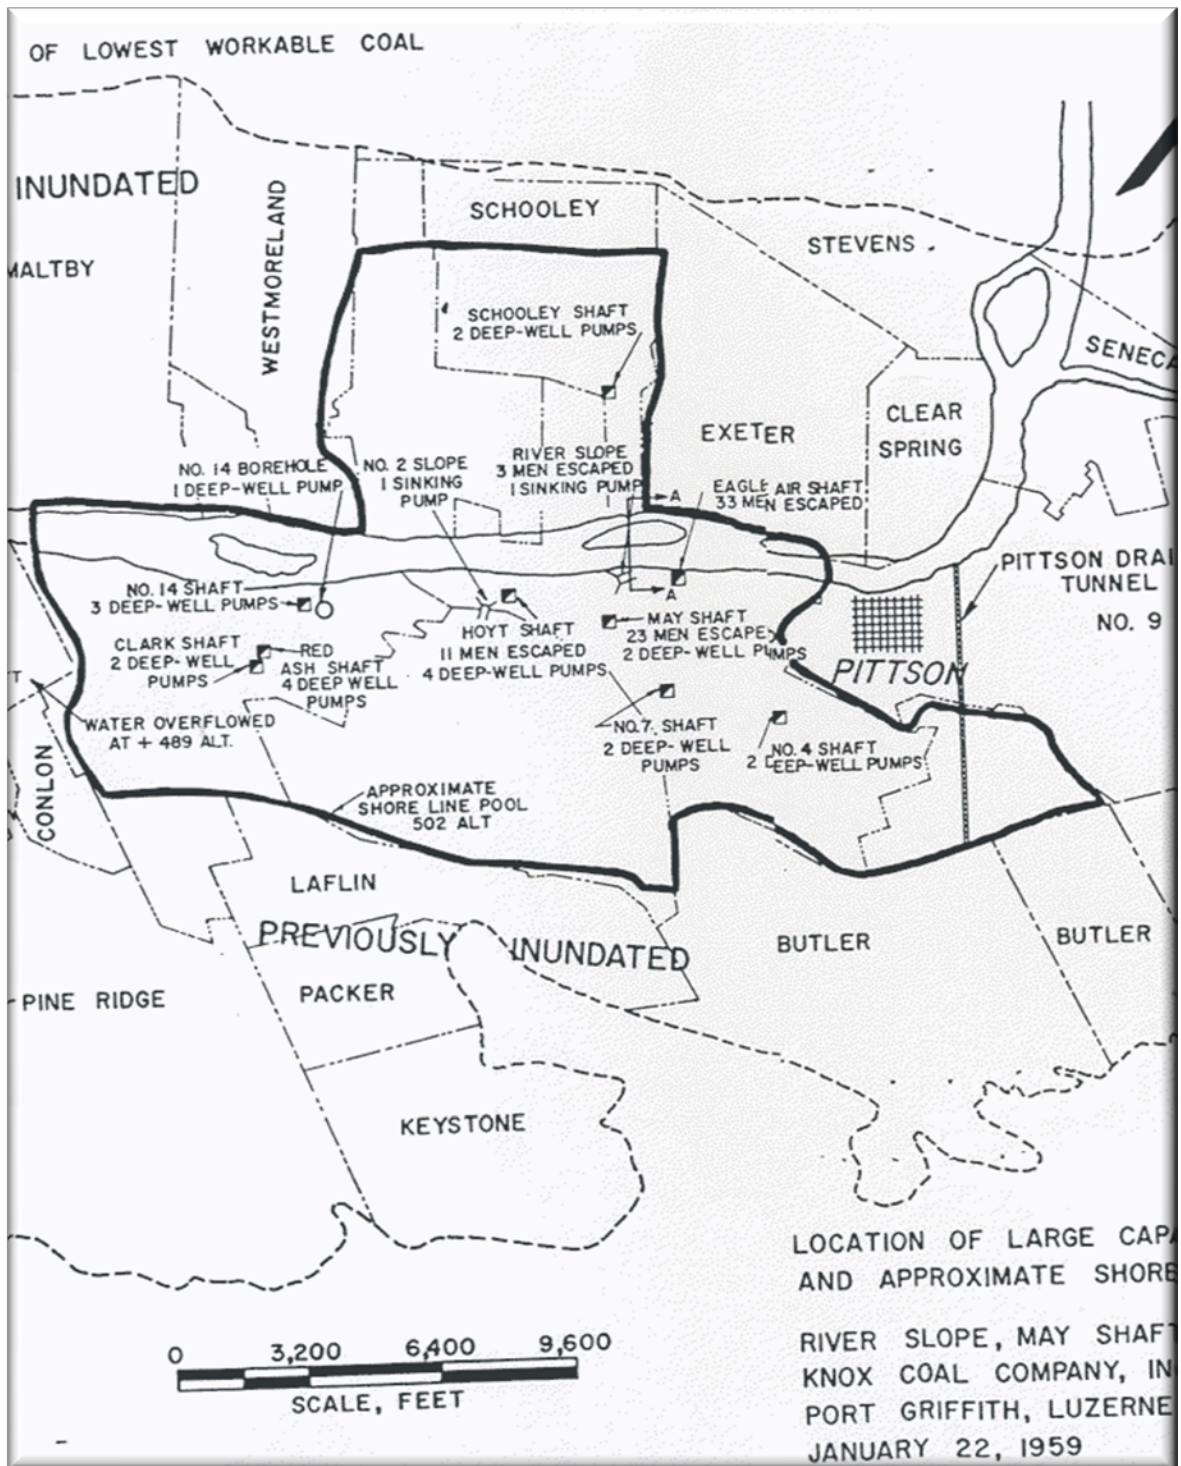 OF LOWEST WORKABLE COAL
INUNDATED
WESTMORELAND
SCHOOLEY
STEVENS
MALTBY
SCHOOLEY SHAFT
2 DEEP-WELL PUMPS
SENECA
CLEAR
SPRING
EXETER
NO. 14 BOREHOLE
1 DEEP-WELL PUMP
NO. 2 SLOPE
1 SINKING
PUMP
RIVER SLOPE
3 MEN ESCAPED
1 SINKING PUMP
A
EAGLE AIR SHAFT
33 MEN ESCAPED
A
PITTSON DRAI
TUNNEL
NO. 9
NO. 14 SHAFT
3 DEEP-WELL PUMPS
CLARK SHAFT
2 DEEP-WELL
PUMPS
RED
ASH SHAFT
4 DEEP WELL
PUMPS
HOYT SHAFT
11 MEN ESCAPED
4 DEEP-WELL PUMPS
MAY SHAFT
23 MEN ESCAPE
2 DEEP-WELL PUMPS
PITTSON
T
WATER OVERFLOWED
AT + 489 ALT.
NO.7. SHAFT
2 DEEP-WELL
PUMPS
NO. 4 SHAFT
2 DEEP-WELL PUMPS
CONLON
APPROXIMATE
SHORE LINE POOL
502 ALT
LAFLIN
PREVIOUSLY INUNDATED
BUTLER
BUTLER
PINE RIDGE
PACKER
KEYSTONE
LOCATION OF LARGE CAPA
AND APPROXIMATE SHORE
RIVER SLOPE, MAY SHAFT
KNOX COAL COMPANY, IN
PORT GRIFFITH, LUZERNE
JANUARY 22, 1959
0 3,200 6,400 9,600
SCALE, FEET